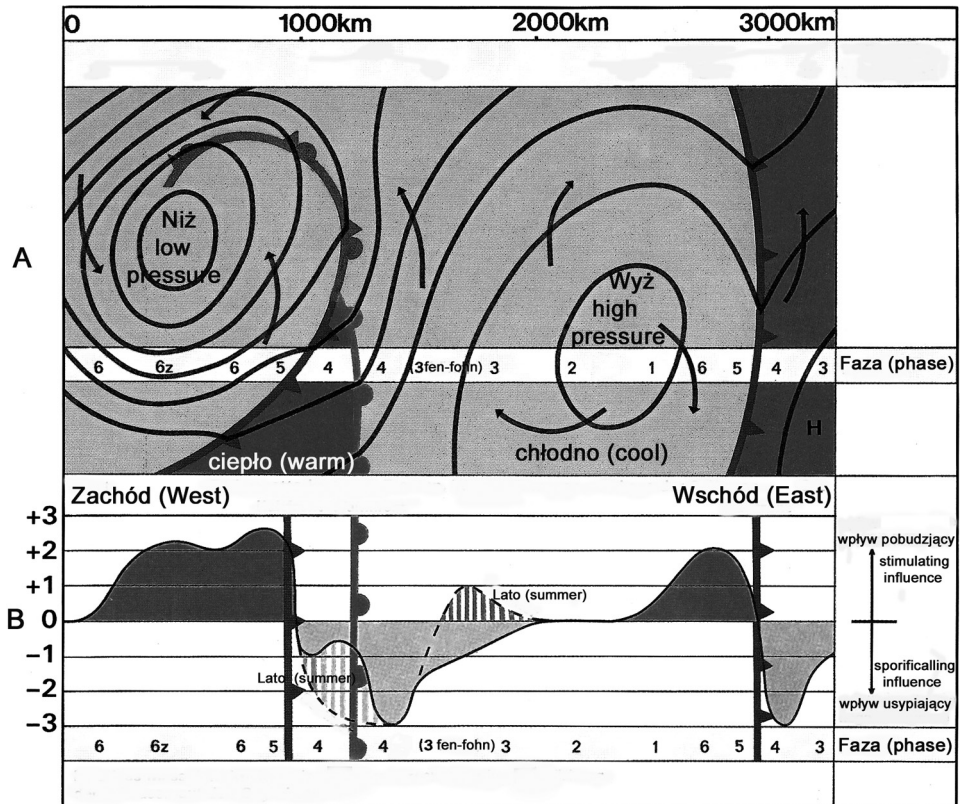 0 1000km 2000km 3000km
A
Niż
low
pressure
Wyż
high
pressure
6 6z 6 5 4 4 (3fen-fohn) 3 2 1 6 5 4 3 Faza (phase)
H
ciepło (warm) chłodno (cool)
Zachód (West) Wschód (East)
B
+3
+2
+1
0
−1
−2
−3
wpływ pobudzjący
stimulating
influence
Lato (summer)
Lato (summer)
sporificalling
influence
wpływ usypiający
6 6z 6 5 4 4 (3 fen-fohn) 3 2 1 6 5 4 3 Faza (phase)